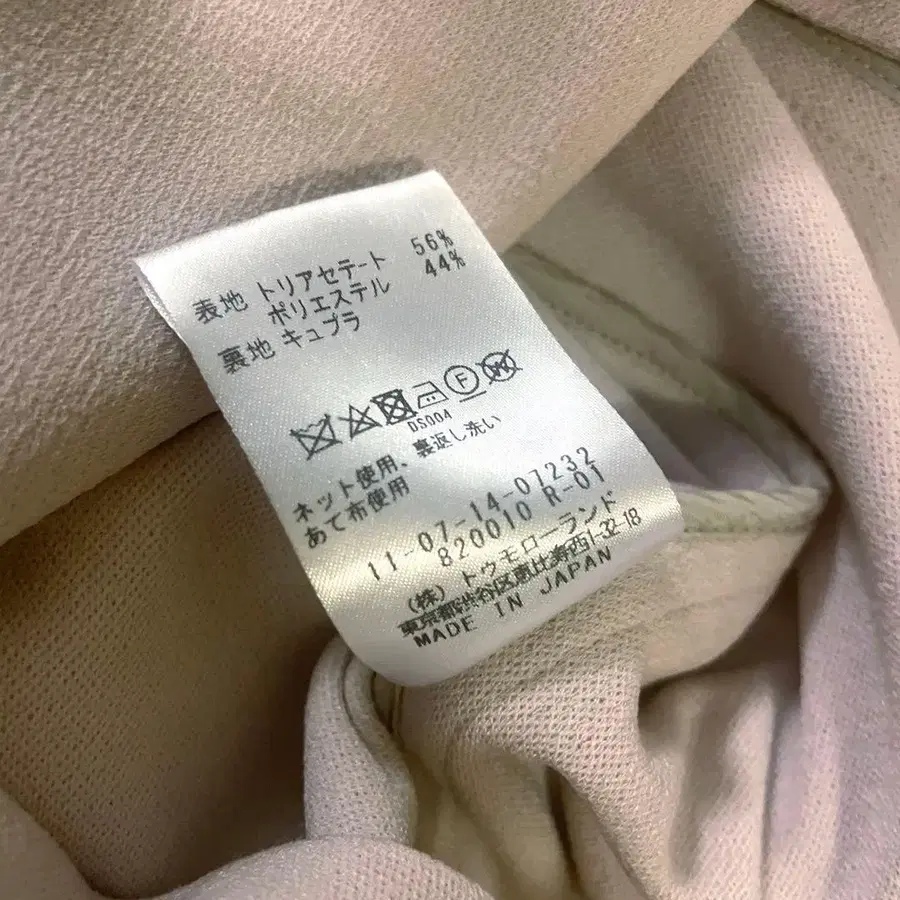 表地 トリアセテート 56%
ポリエステル 44%
裏地 キュプラ
F
W
DS004
ネット使用、裏返し洗い
あて布使用
11-07-14-07232
820010 R-01
(株) トゥモローランド
東京都渋谷区恵比寿西1-32-18
MADE IN JAPAN